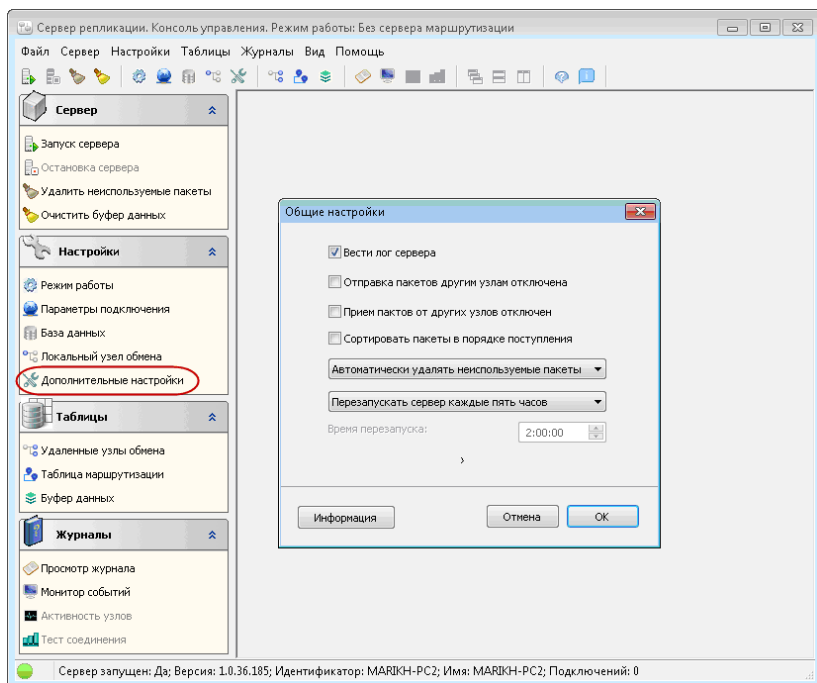 Сервер репликации. Консоль управления. Режим работы: Без сервера маршрутизации
Файл Сервер Настройки Таблицы Журналы Вид Помощь
Сервер
Запуск сервера
Остановка сервера
Удалить неиспользуемые пакеты
Очистить буфер данных
Настройки
Режим работы
Параметры подключения
База данных
Локальный узел обмена
Дополнительные настройки
Таблицы
Удаленные узлы обмена
Таблица маршрутизации
Буфер данных
Журналы
Просмотр журнала
Монитор событий
Активность узлов
Тест соединения
Общие настройки
Вести лог сервера
Отправка пакетов другим узлам отключена
Прием пактов от других узлов отключен
Сортировать пакеты в порядке поступления
Автоматически удалять неиспользуемые пакеты
Перезапускать сервер каждые пять часов
Время перезапуска: 2:00:00
Информация Отмена OK
Сервер запущен: Да; Версия: 1.0.36.185; Идентификатор: MARIKH-PC2; Имя: MARIKH-PC2; Подключений: 0